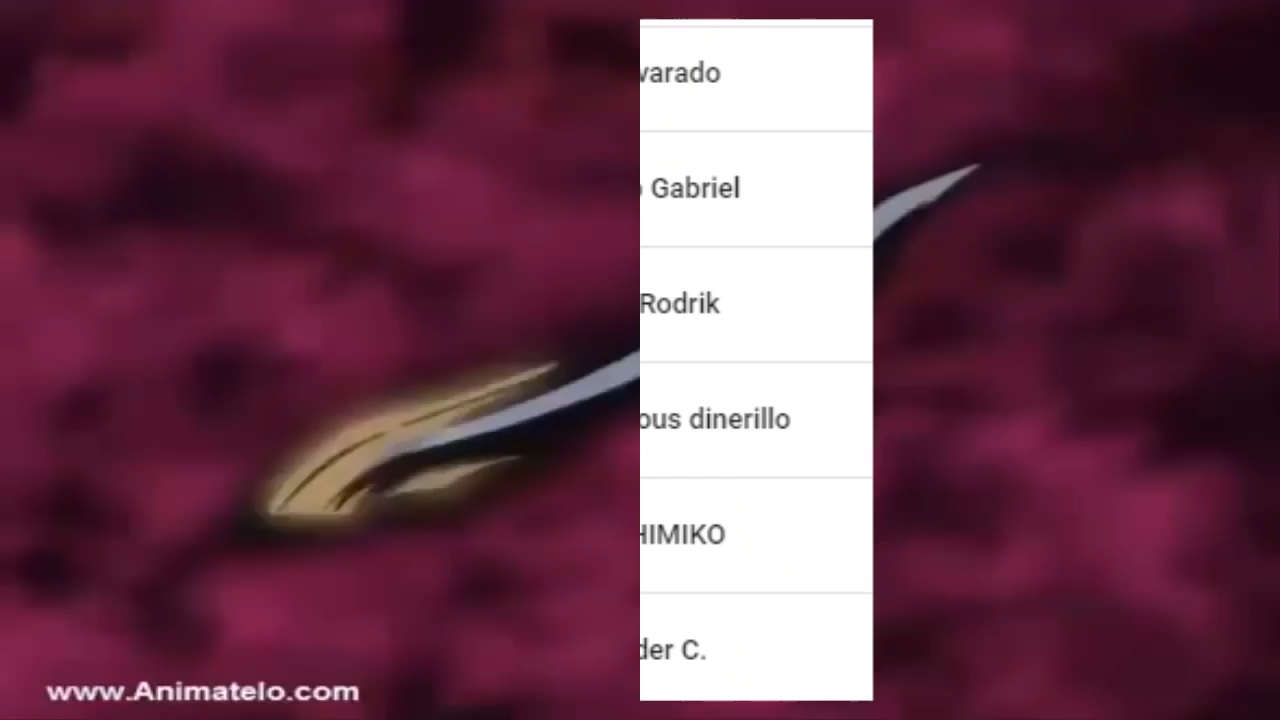 varado
Gabriel
Rodrik
ous dinerillo
HIMIKO
der C.
www.Animatelo.com